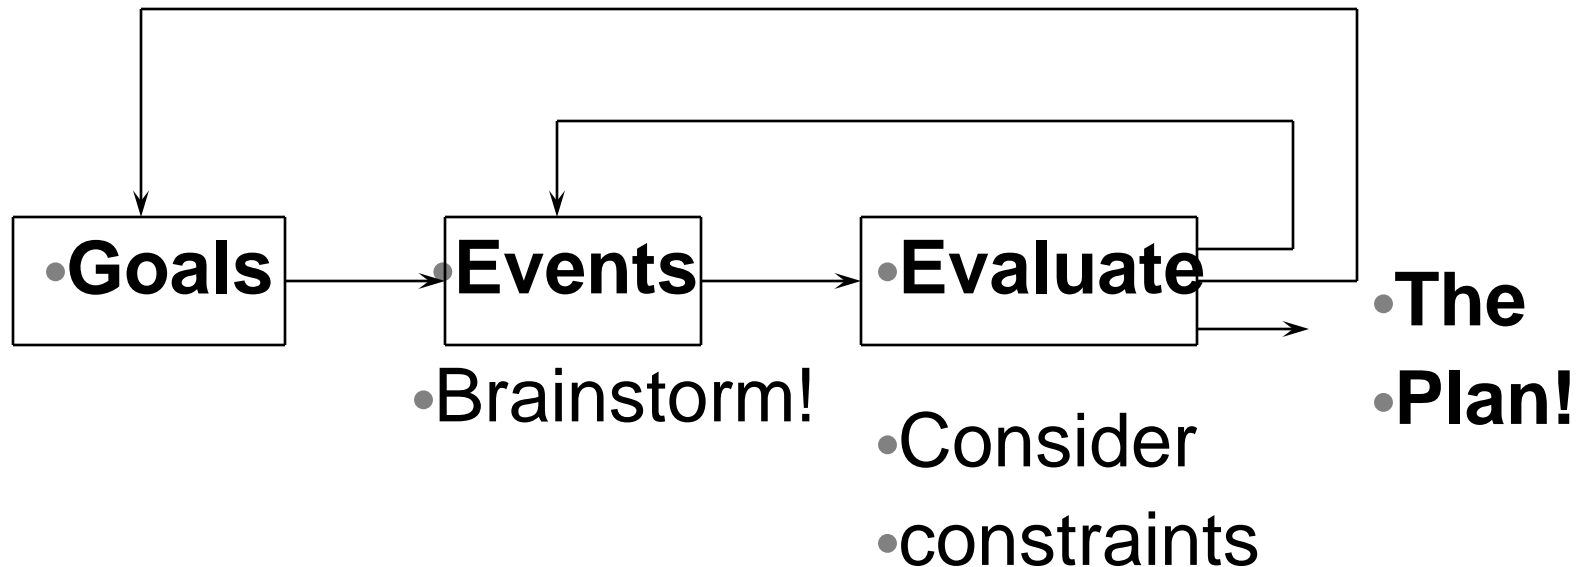 •Goals
•Events
•Evaluate
•The
•Plan!
•Brainstorm!
•Consider
•constraints